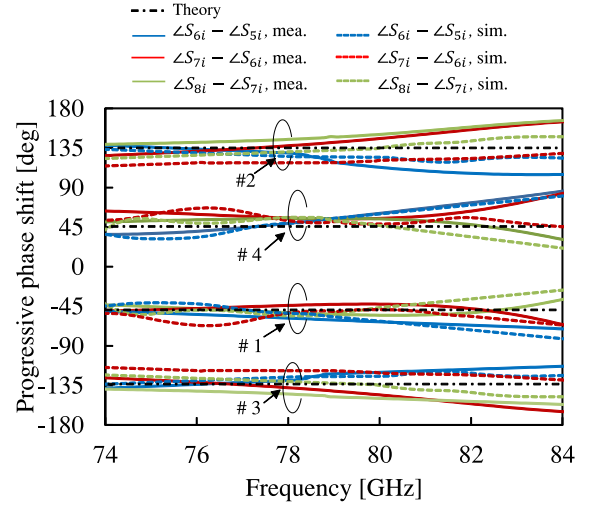 Theory
∠S6i − ∠S5i, mea. ∠S6i − ∠S5i, sim.
∠S7i − ∠S6i, mea. ∠S7i − ∠S6i, sim.
∠S8i − ∠S7i, mea. ∠S8i − ∠S7i, sim.
Progressive phase shift [deg]
180
135
90
45
0
-45
-90
-135
-180
#2
# 4
# 1
# 3
74 76 78 80 82 84
Frequency [GHz]